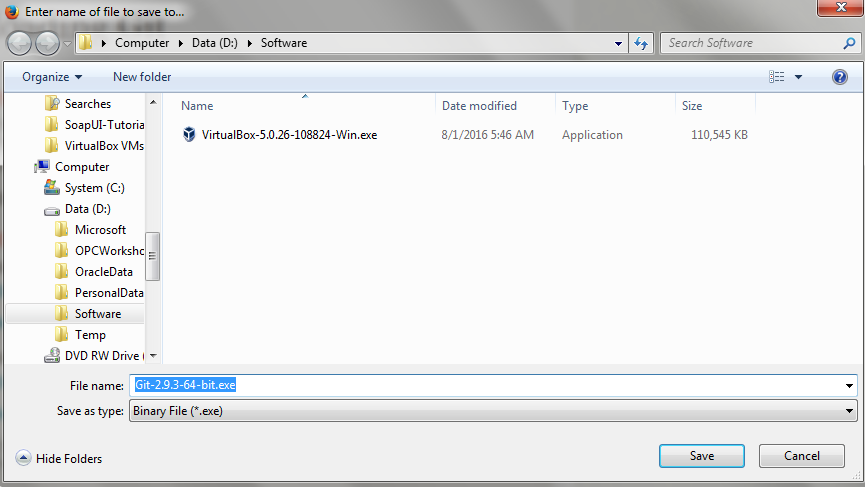 Enter name of file to save to...
Computer Data (D:) Software
Search Software
Organize New folder
Searches
SoapUI-Tutoria
VirtualBox VMs
Computer
System (C:)
Data (D:)
Microsoft
OPCWorksho
OracleData
PersonalData
Software
Temp
DVD RW Drive (
Name Date modified Type Size
VirtualBox-5.0.26-108824-Win.exe 8/1/2016 5:46 AM Application 110,545 KB
File name: Git-2.9.3-64-bit.exe
Save as type: Binary File (*.exe)
Hide Folders Save Cancel